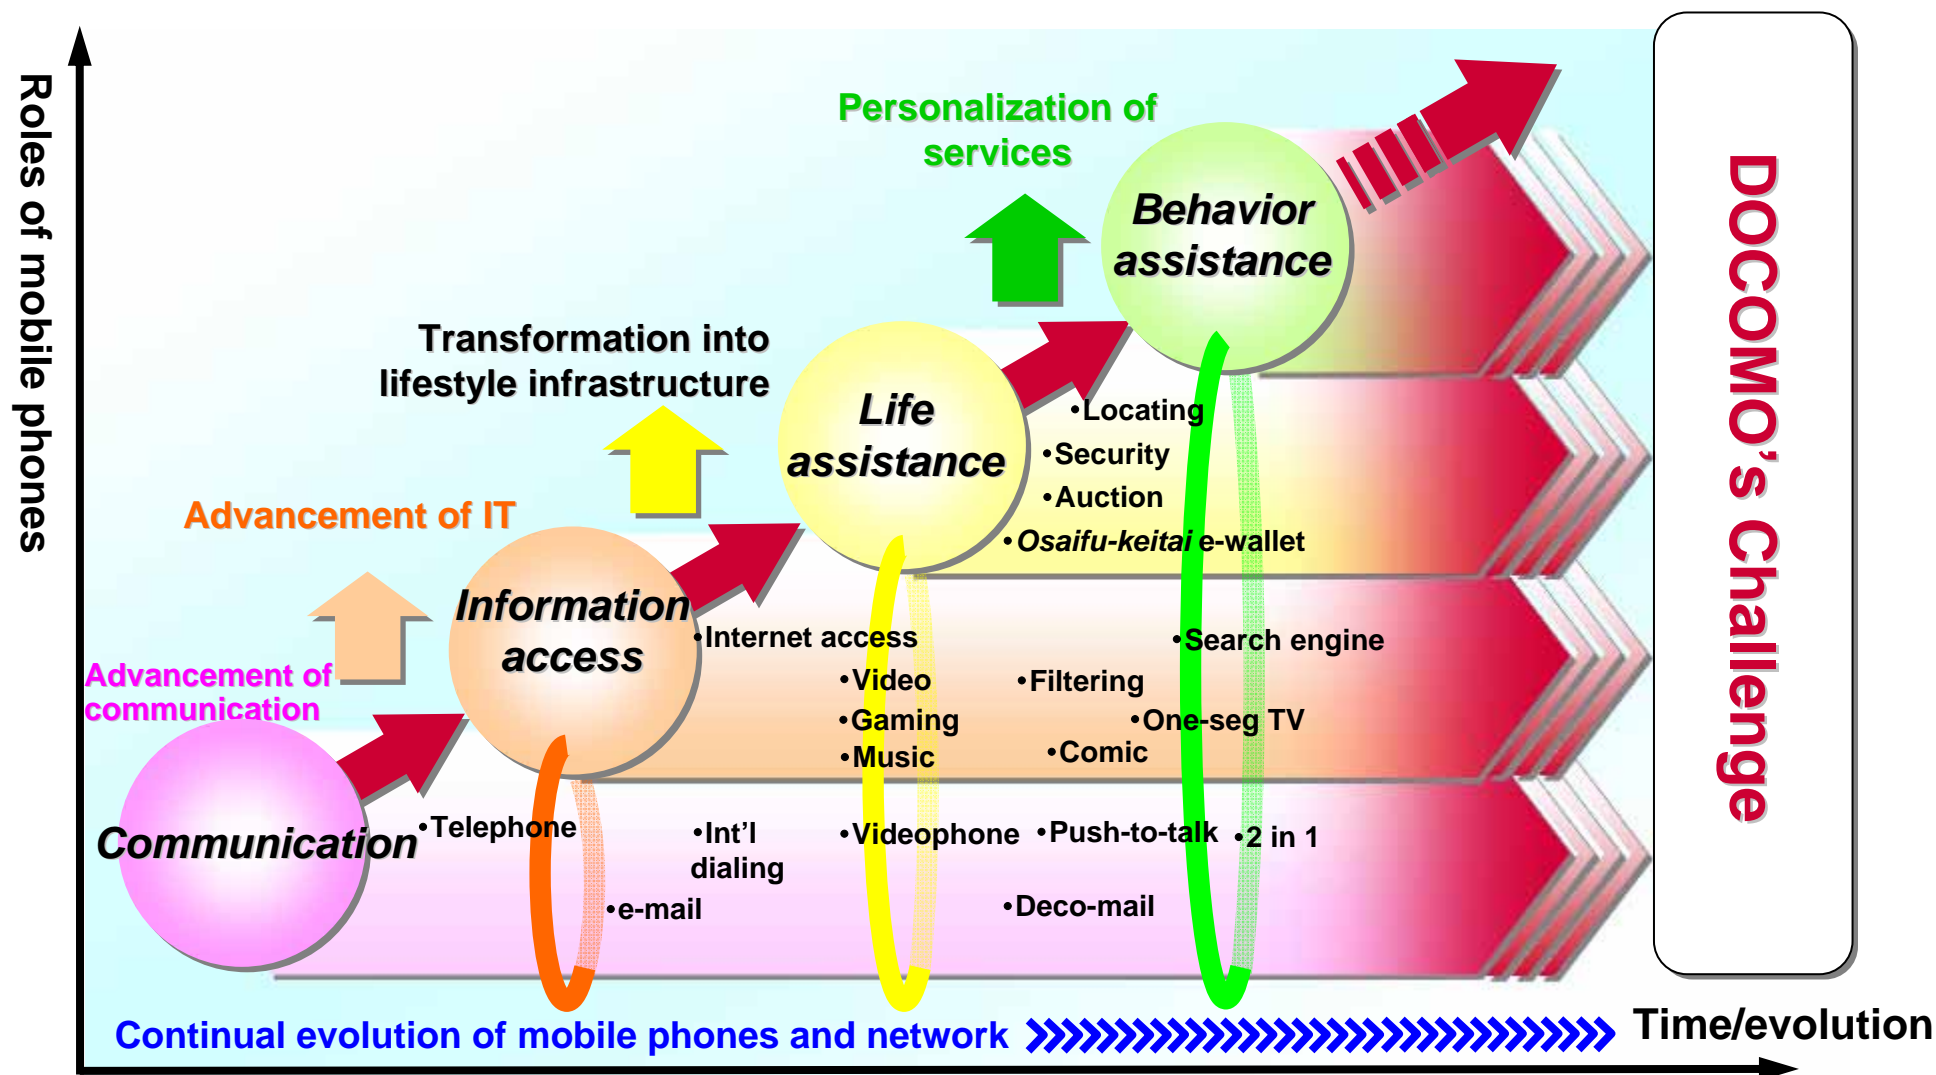 Roles of mobile phones
Personalization of
services
Behavior
assistance
Transformation into
lifestyle infrastructure
Life
assistance
•Locating
•Security
•Auction
•Osaifu-keitai e-wallet
Advancement of IT
Information
access
•Internet access
•Search engine
•Video
•Filtering
•Gaming
•One-seg TV
•Music
•Comic
Advancement of
communication
Communication
•Telephone
•Int’l
dialing
•Videophone
•Push-to-talk
•2 in 1
•e-mail
•Deco-mail
DOCOMO’s Challenge
Continual evolution of mobile phones and network
Time/evolution